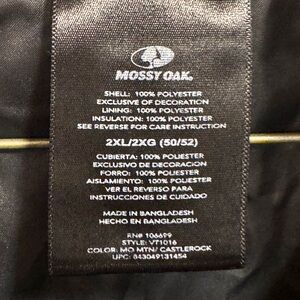 MOSSY OAK.
SHELL: 100% POLYESTER
EXCLUSIVE OF DECORATION
LINING: 100% POLYESTER
INSULATION: 100% POLYESTER
SEE REVERSE FOR CARE INSTRUCTION
2XL/2XG (50/52)
CUBIERTA: 100% POLIESTER
EXCLUSIVO DE DECORACION
FORRO: 100% POLIESTER
AISLAMIENTO: 100% POLIESTER
VER EL REVERSO PARA
INSTRUCCIONES DE CUIDADO
MADE IN BANGLADESH
HECHO EN BANGLADESH
RN# 106699
STYLE: VT1016
COLOR: MO MTN/ CASTLEROCK
UPC: 843049131454